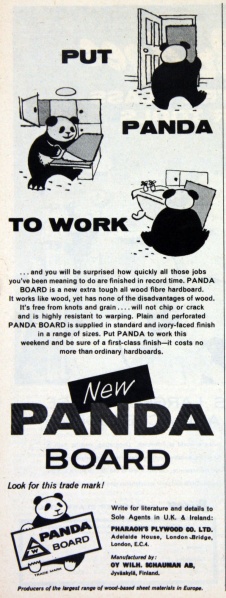 PUT
PANDA
TO WORK
...and you will be surprised how quickly all those jobs
you've been meaning to do are finished in record time. PANDA
BOARD is a new extra tough all wood fibre hardboard.
It works like wood, yet has none of the disadvantages of wood.
It's free from knots and grain.... will not chip or crack
and is highly resistant to warping. Plain and perforated
PANDA BOARD is supplied in standard and ivory-faced finish
in a range of sizes. Put PANDA to work this
weekend and be sure of a first-class finish—it costs no
more than ordinary hardboards.
New
PANDA
BOARD
Look for this trade mark!
PANDA
BOARD
TRADE MARK
Write for literature and details to
Sole Agents in U.K. & Ireland:
PHARAOH'S PLYWOOD CO. LTD.
Adelaide House, London Bridge,
London, E.C.4.
Manufactured by:
OY WILH. SCHAUMAN AB,
Jyväskylä, Finland.
Producers of the largest range of wood-based sheet materials in Europe.